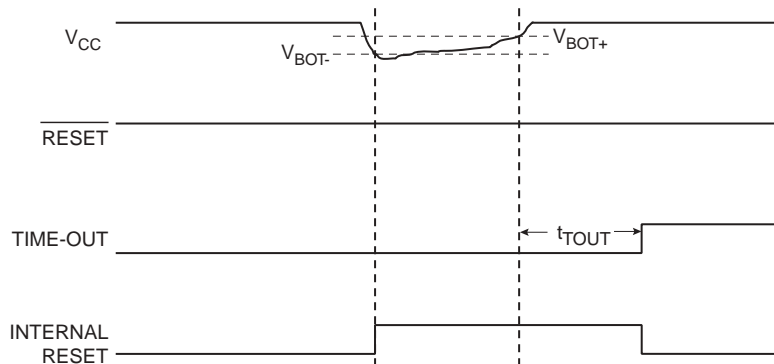 VCC
VBOT-
VBOT+
RESET
TIME-OUT
tTOUT
INTERNAL
RESET